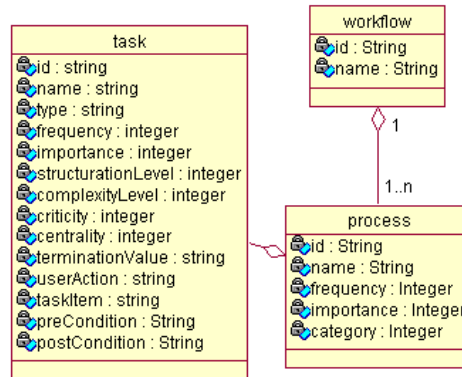 task
id : string
name : string
type : string
frequency : integer
importance : integer
structurationLevel : integer
complexityLevel : integer
criticity : integer
centrality : integer
terminationValue : string
userAction : string
taskItem : string
preCondition : String
postCondition : String
workflow
id : String
name : String
1
1..n
process
id : String
name : String
frequency : Integer
importance : Integer
category : Integer